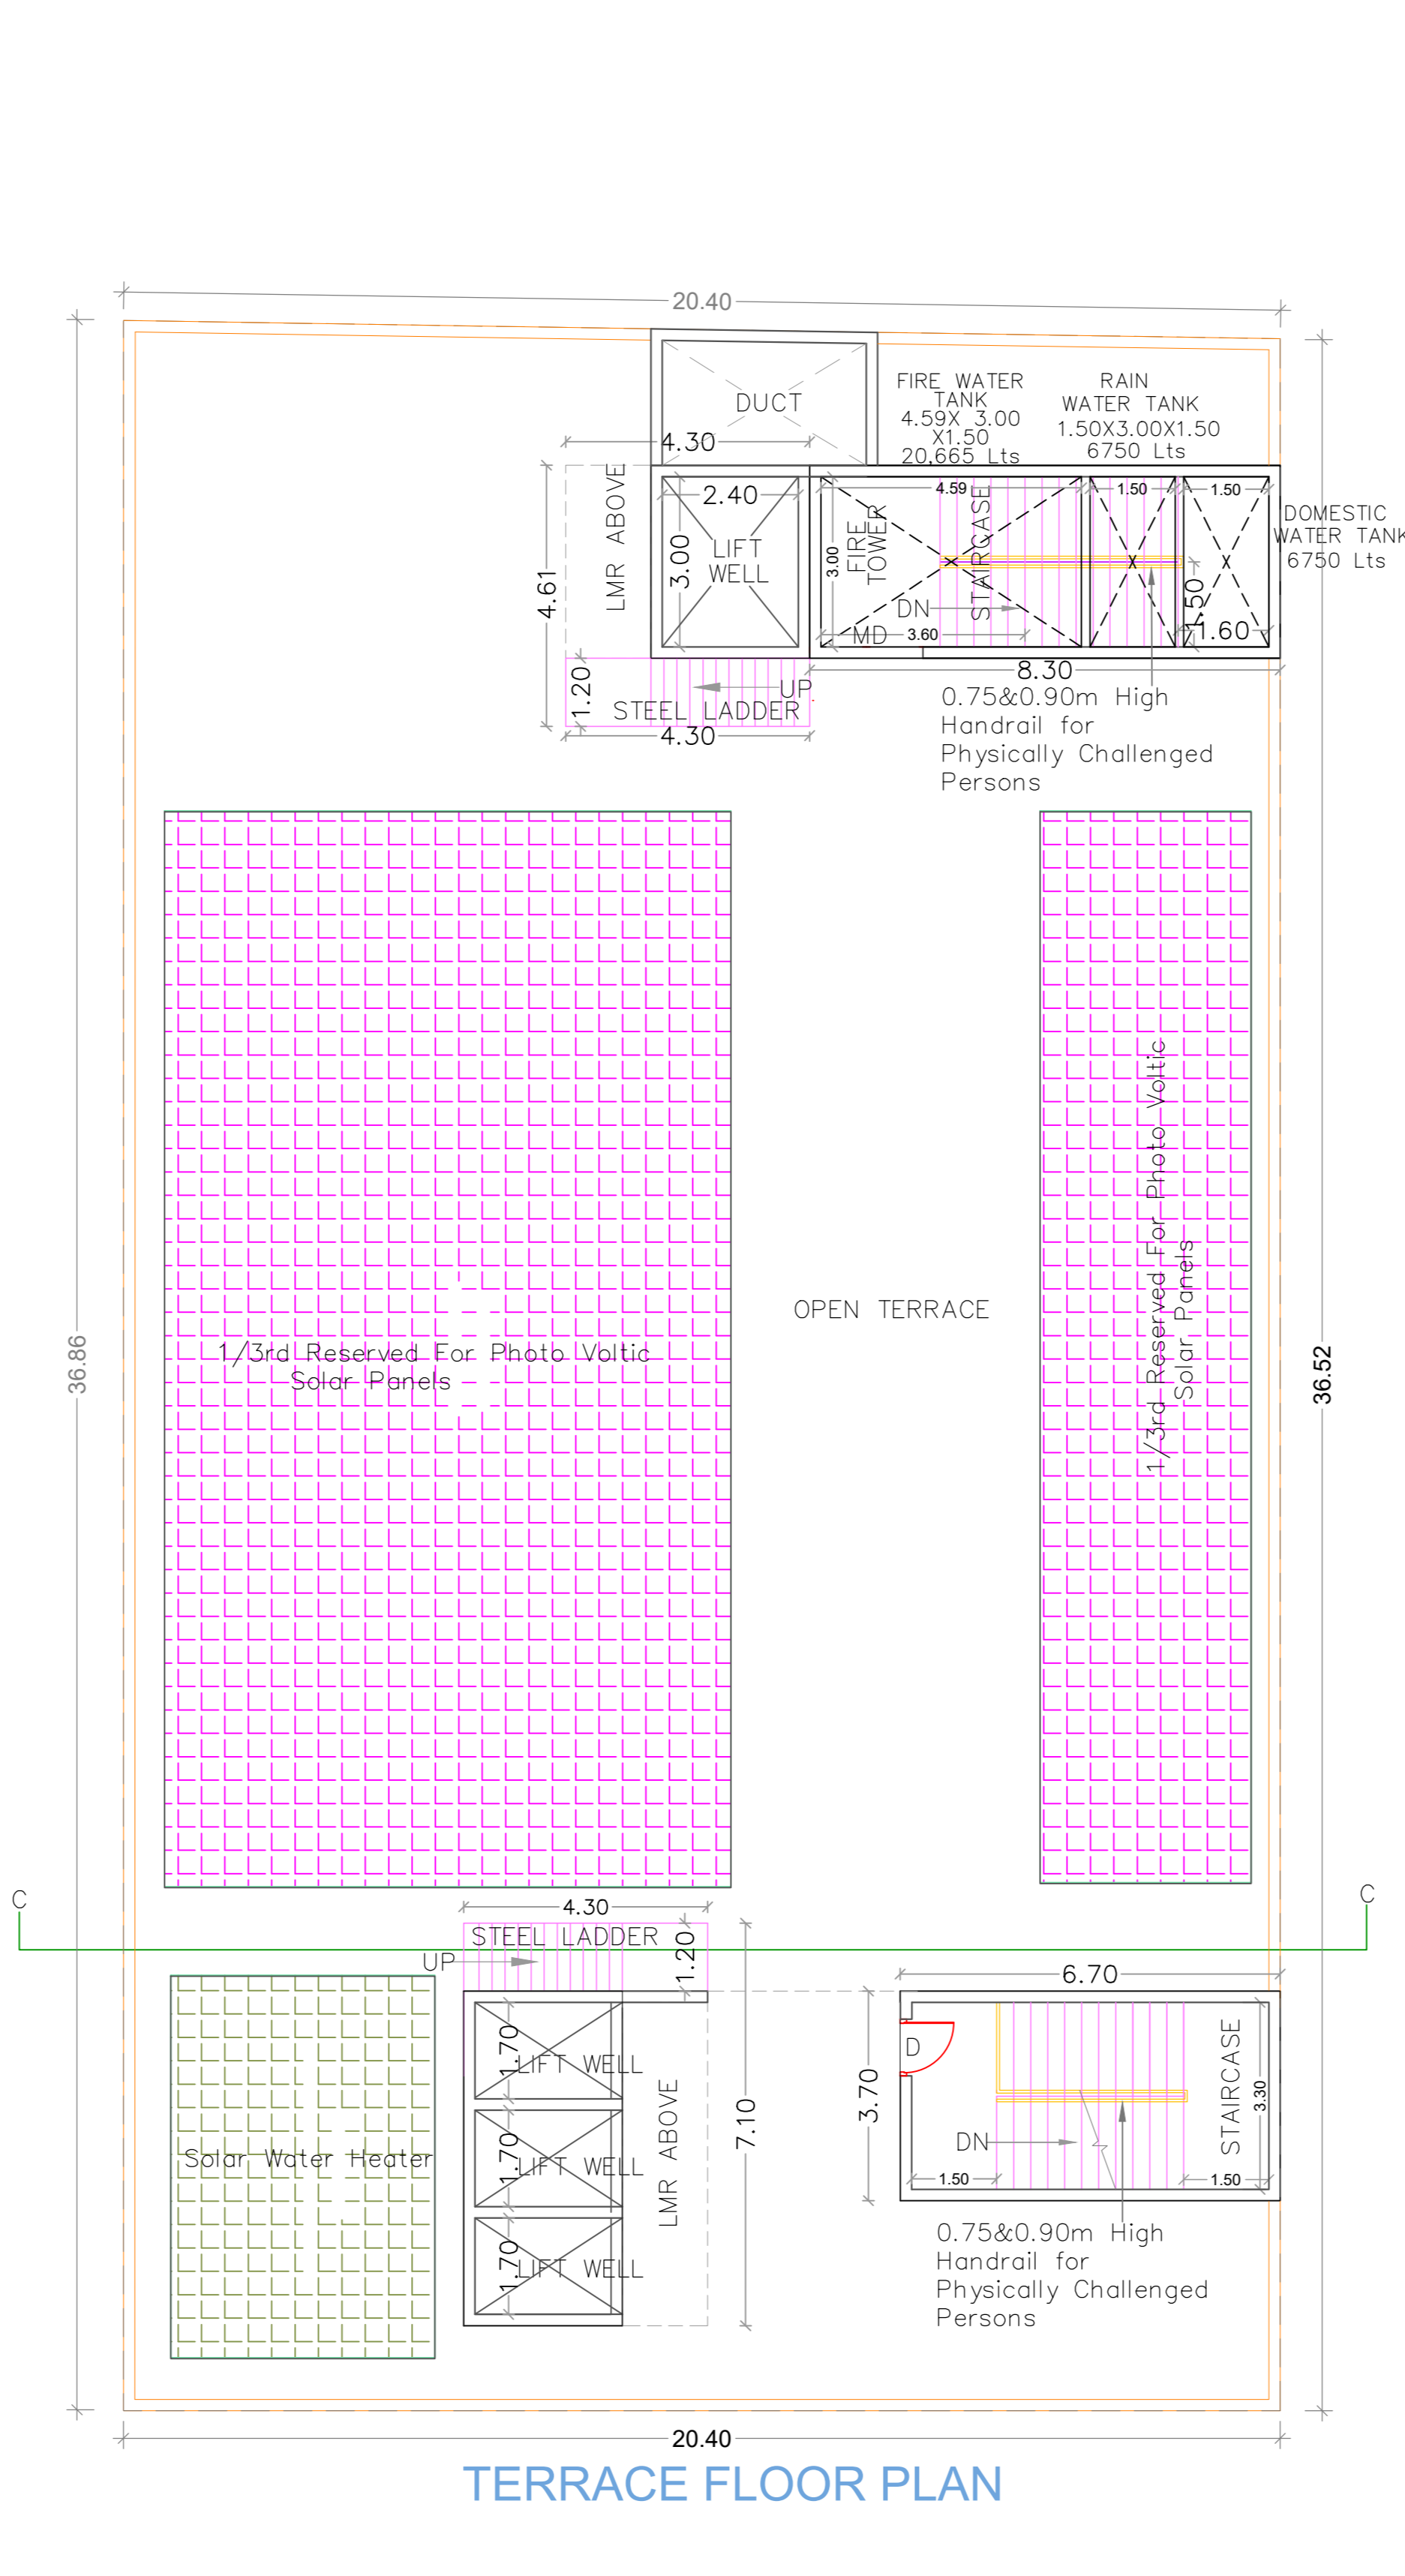 20.40
DUCT
FIRE WATER
TANK
4.59X 3.00
X1.50
20,665 Lts
RAIN
WATER TANK
1.50X3.00X1.50
6750 Lts
4.30
LMR ABOVE
2.40
3.00
LIFT
WELL
4.61
4.59
1.50
1.50
3.00
FIRE
TOWER
STAIRCASE
DN
MD
3.60
1.50
1.60
DOMESTIC
WATER TANK
6750 Lts
8.30
1.20
UP
STEEL LADDER
4.30
0.75&0.90m High
Handrail for
Physically Challenged
Persons
36.86
36.52
OPEN TERRACE
1/3rd Reserved For Photo Voltic
Solar Panels
1/3rd Reserved For Photo Voltic
Solar Panels
C
C
4.30
STEEL LADDER
UP
1.20
6.70
1.70
LIFT WELL
1.70
LIFT WELL
1.70
LIFT WELL
LMR ABOVE
7.10
3.70
D
DN
STAIRCASE
3.30
1.50
1.50
Solar Water Heater
0.75&0.90m High
Handrail for
Physically Challenged
Persons
20.40
TERRACE FLOOR PLAN